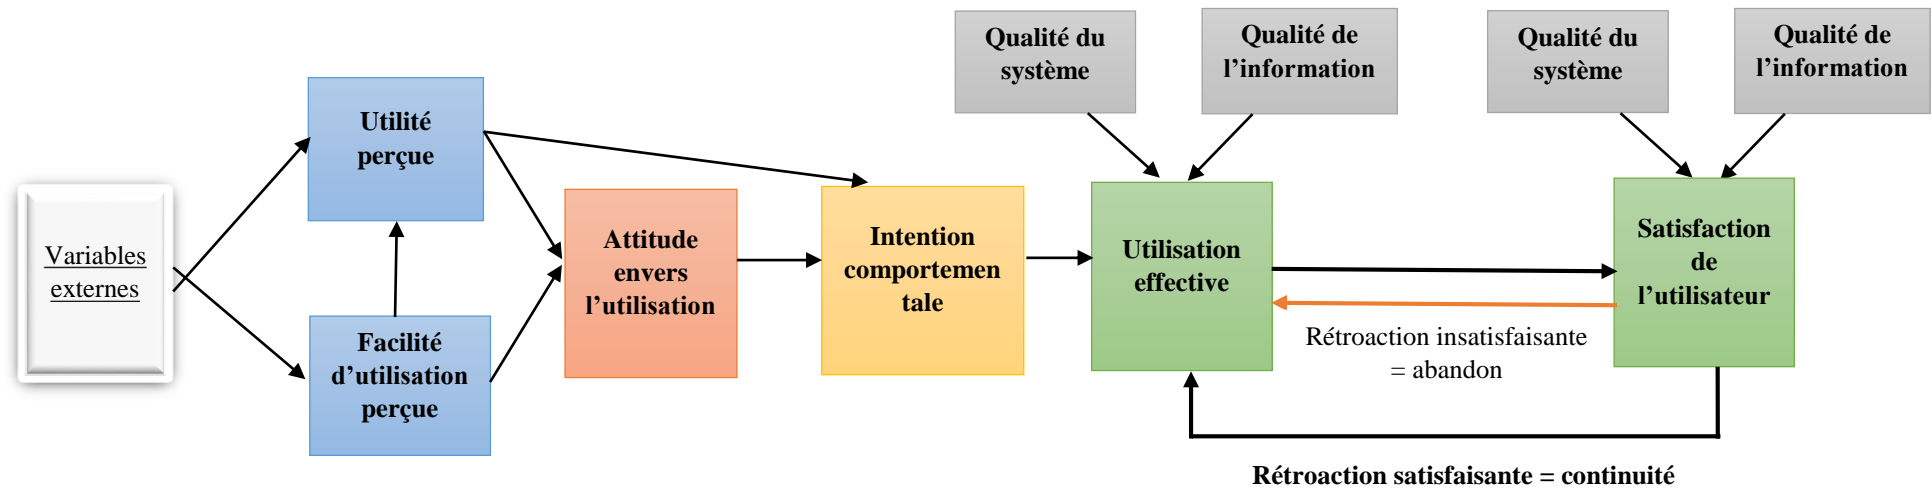 Qualité du
système
Qualité de
l’information
Qualité du
système
Qualité de
l’information
Utilité
perçue
Variables
externes
Facilité
d’utilisation
perçue
Attitude
envers
l’utilisation
Intention
comportemen
tale
Utilisation
effective
Satisfaction
de
l’utilisateur
Rétroaction insatisfaisante
= abandon
Rétroaction satisfaisante = continuité